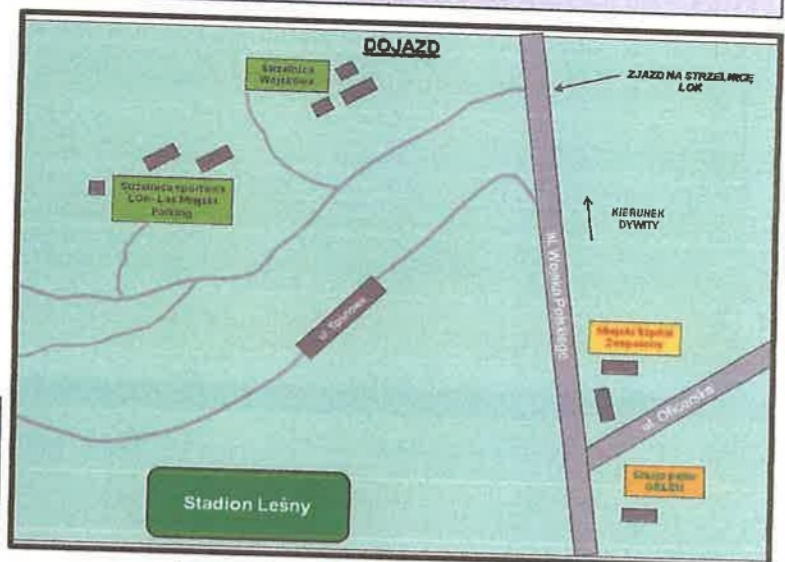 DOJAZD
Strzelnica
Wojskowa
ZJAZD NA STRZELNICĘ
LOK
Strzelnica sportowa
LOK- Las Miejski
Parking
KIERUNEK
DYWITY
ul. Wojska Polskiego
ul. Sportowa
Miejski Szpital
Zespolony
ul. Oficerska
Stacja paliw
ORLEN
Stadion Leśny